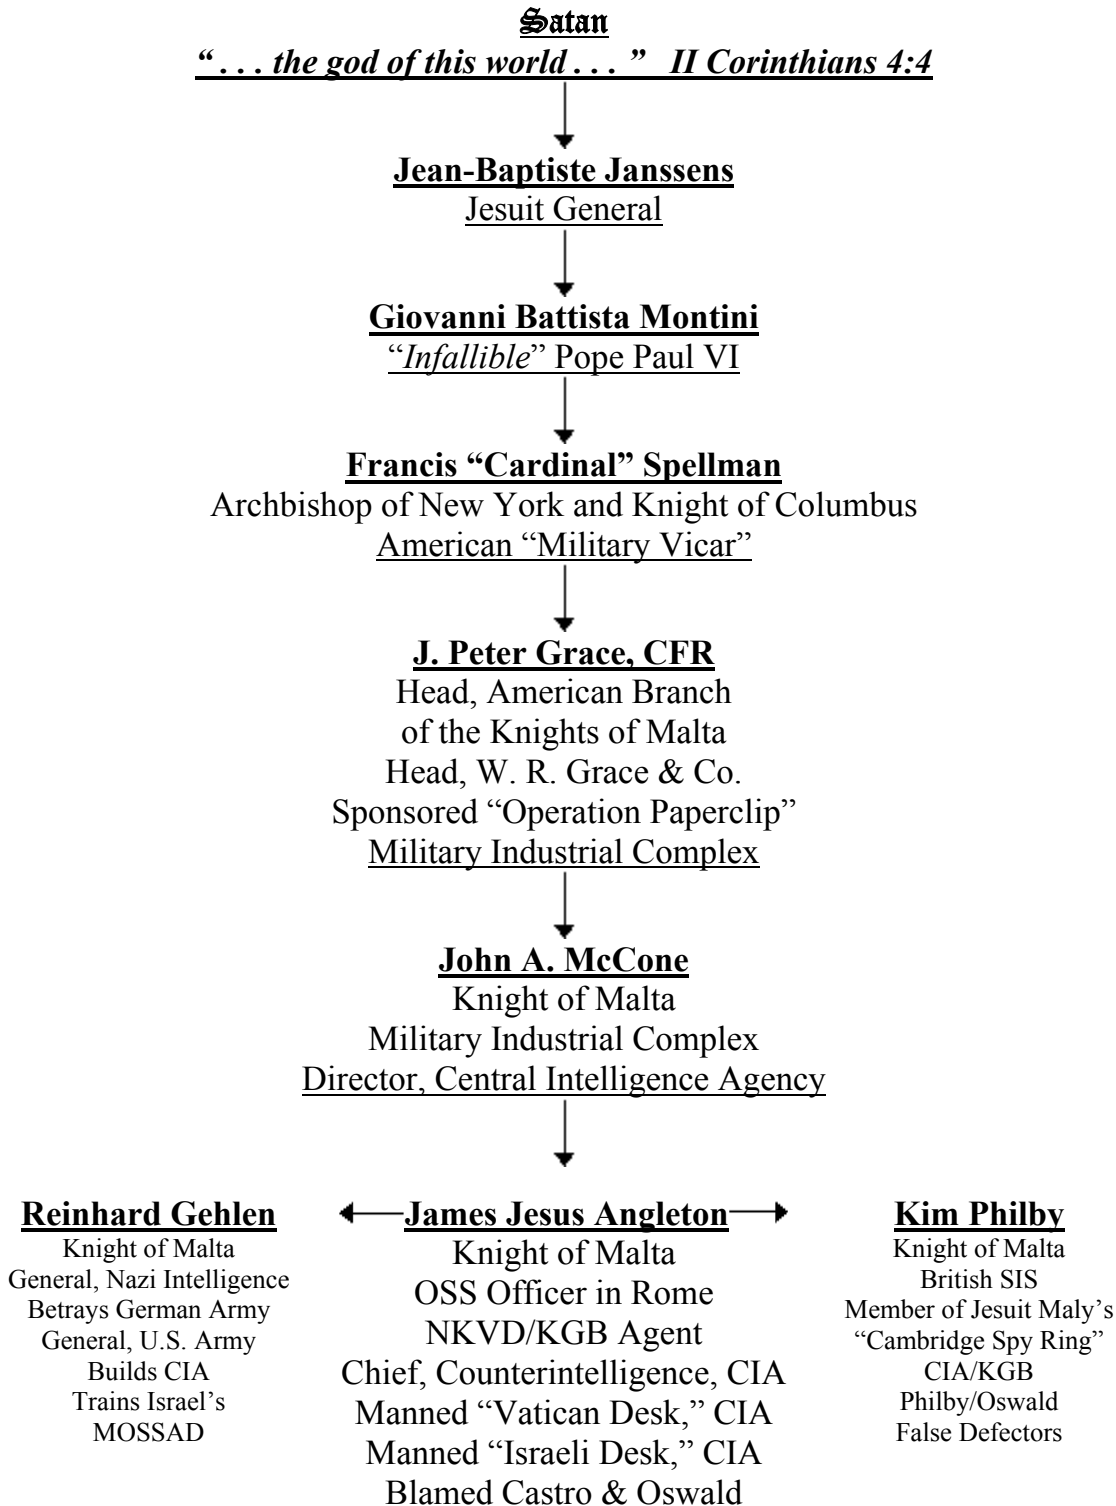 Satan
“ . . . the god of this world . . . ” II Corinthians 4:4
Jean-Baptiste Janssens
Jesuit General
Giovanni Battista Montini
“Infallible” Pope Paul VI
Francis “Cardinal” Spellman
Archbishop of New York and Knight of Columbus
American “Military Vicar”
J. Peter Grace, CFR
Head, American Branch
of the Knights of Malta
Head, W. R. Grace & Co.
Sponsored “Operation Paperclip”
Military Industrial Complex
John A. McCone
Knight of Malta
Military Industrial Complex
Director, Central Intelligence Agency
Reinhard Gehlen
Knight of Malta
General, Nazi Intelligence
Betrays German Army
General, U.S. Army
Builds CIA
Trains Israel’s
MOSSAD
James Jesus Angleton
Knight of Malta
OSS Officer in Rome
NKVD/KGB Agent
Chief, Counterintelligence, CIA
Manned “Vatican Desk,” CIA
Manned “Israeli Desk,” CIA
Blamed Castro & Oswald
Kim Philby
Knight of Malta
British SIS
Member of Jesuit Maly’s
“Cambridge Spy Ring”
CIA/KGB
Philby/Oswald
False Defectors